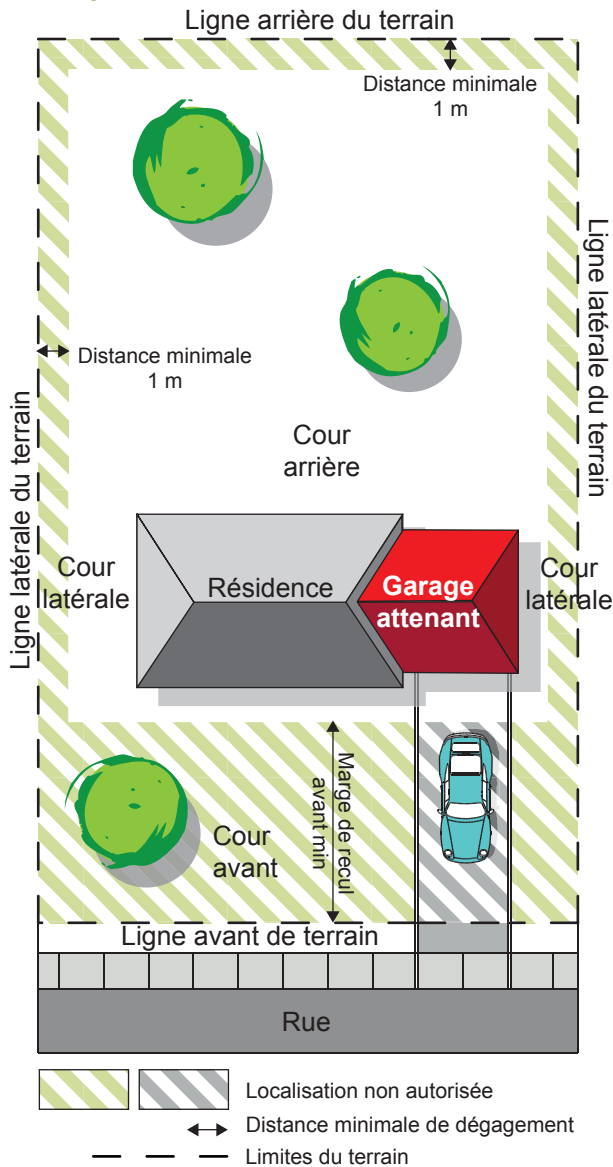 Ligne arrière du terrain
Distance minimale
1 m
Ligne latérale du terrain
Distance minimale
1 m
Cour
arrière
Ligne latérale du terrain
Cour
latérale
Résidence
Garage
attenant
Cour
latérale
Marge de recul
avant min
Cour
avant
Ligne avant de terrain
Rue
Localisation non autorisée
Distance minimale de dégagement
Limites du terrain